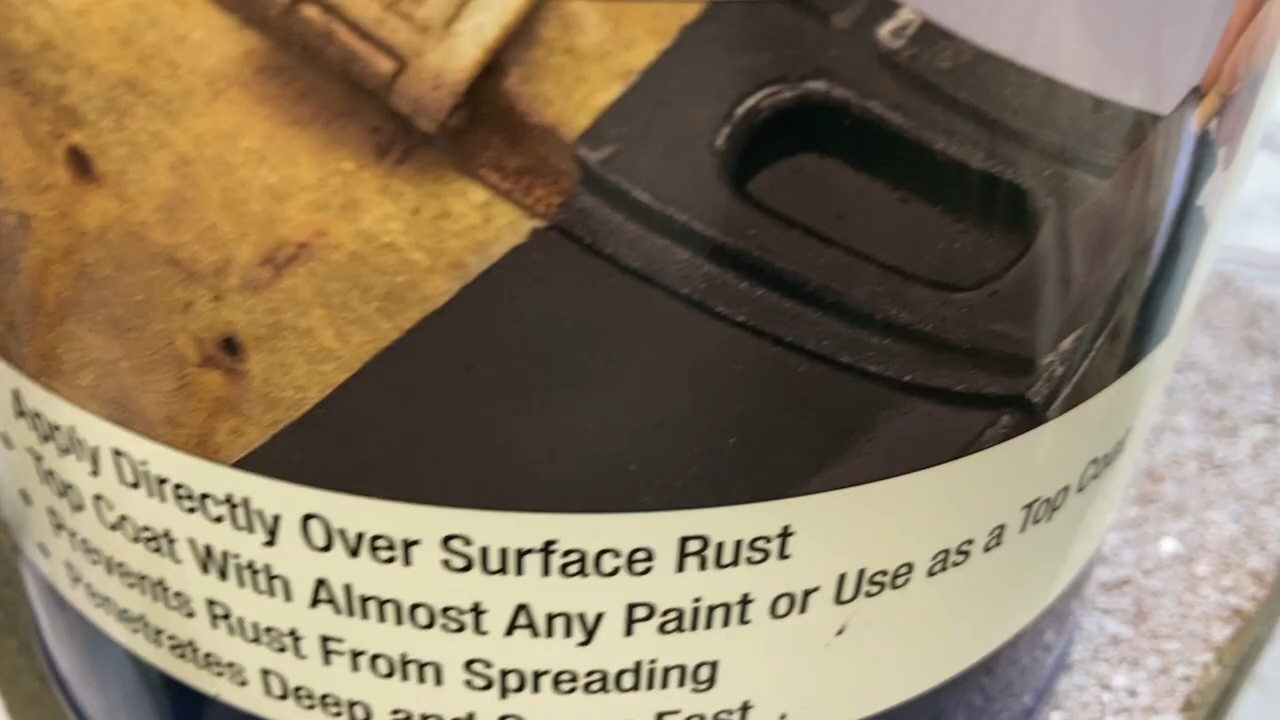 Apply Directly Over Surface Rust
Top Coat With Almost Any Paint or Use as a Top Coat
Prevents Rust From Spreading
Penetrates Deep and Fast